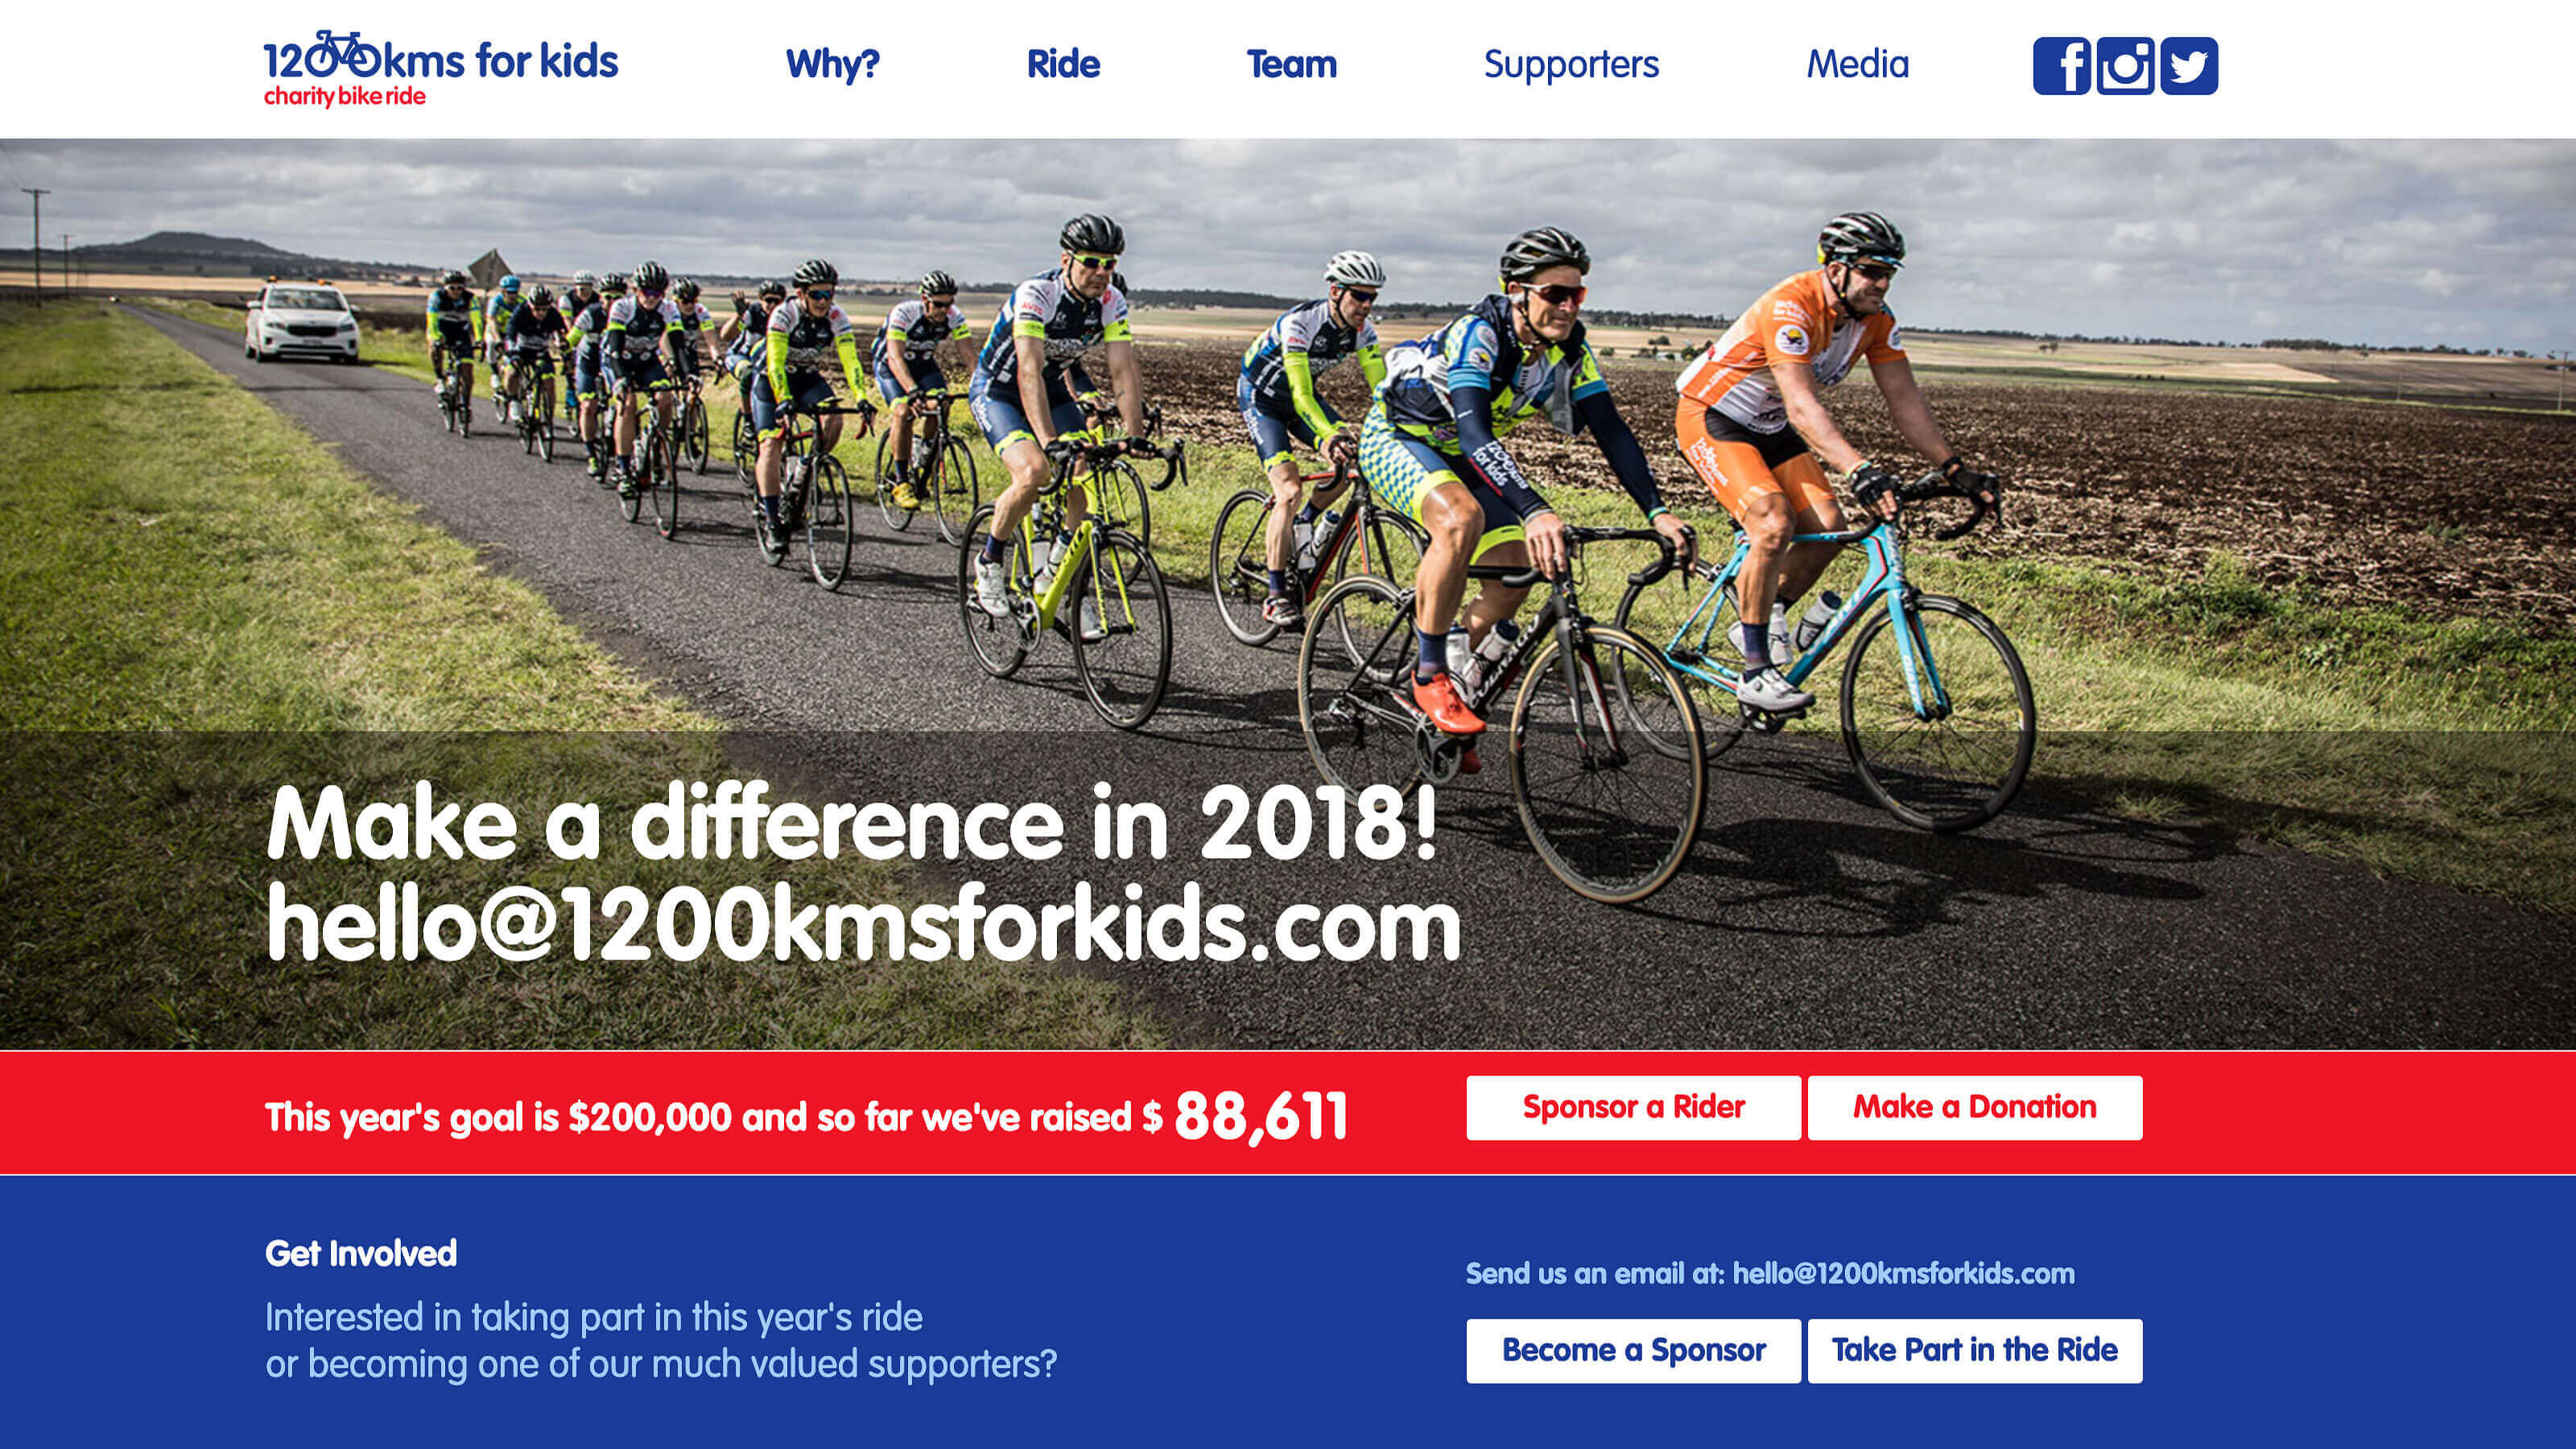 1200kms for kids
charity bike ride
Why?
Ride
Team
Supporters
Media
Make a difference in 2018!
hello@1200kmsforkids.com
This year's goal is $200,000 and so far we've raised $ 88,611
Sponsor a Rider
Make a Donation
Get Involved
Interested in taking part in this year's ride
or becoming one of our much valued supporters?
Send us an email at: hello@1200kmsforkids.com
Become a Sponsor
Take Part in the Ride